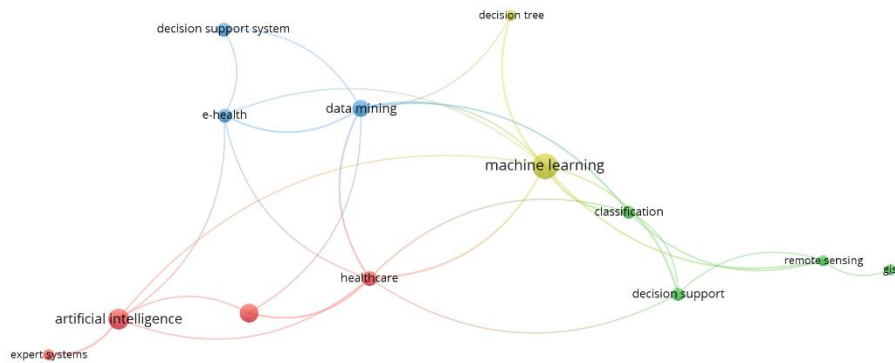 decision tree
decision support system
data mining
e-health
machine learning
classification
remote sensing
gis
healthcare
decision support
artificial intelligence
expert systems